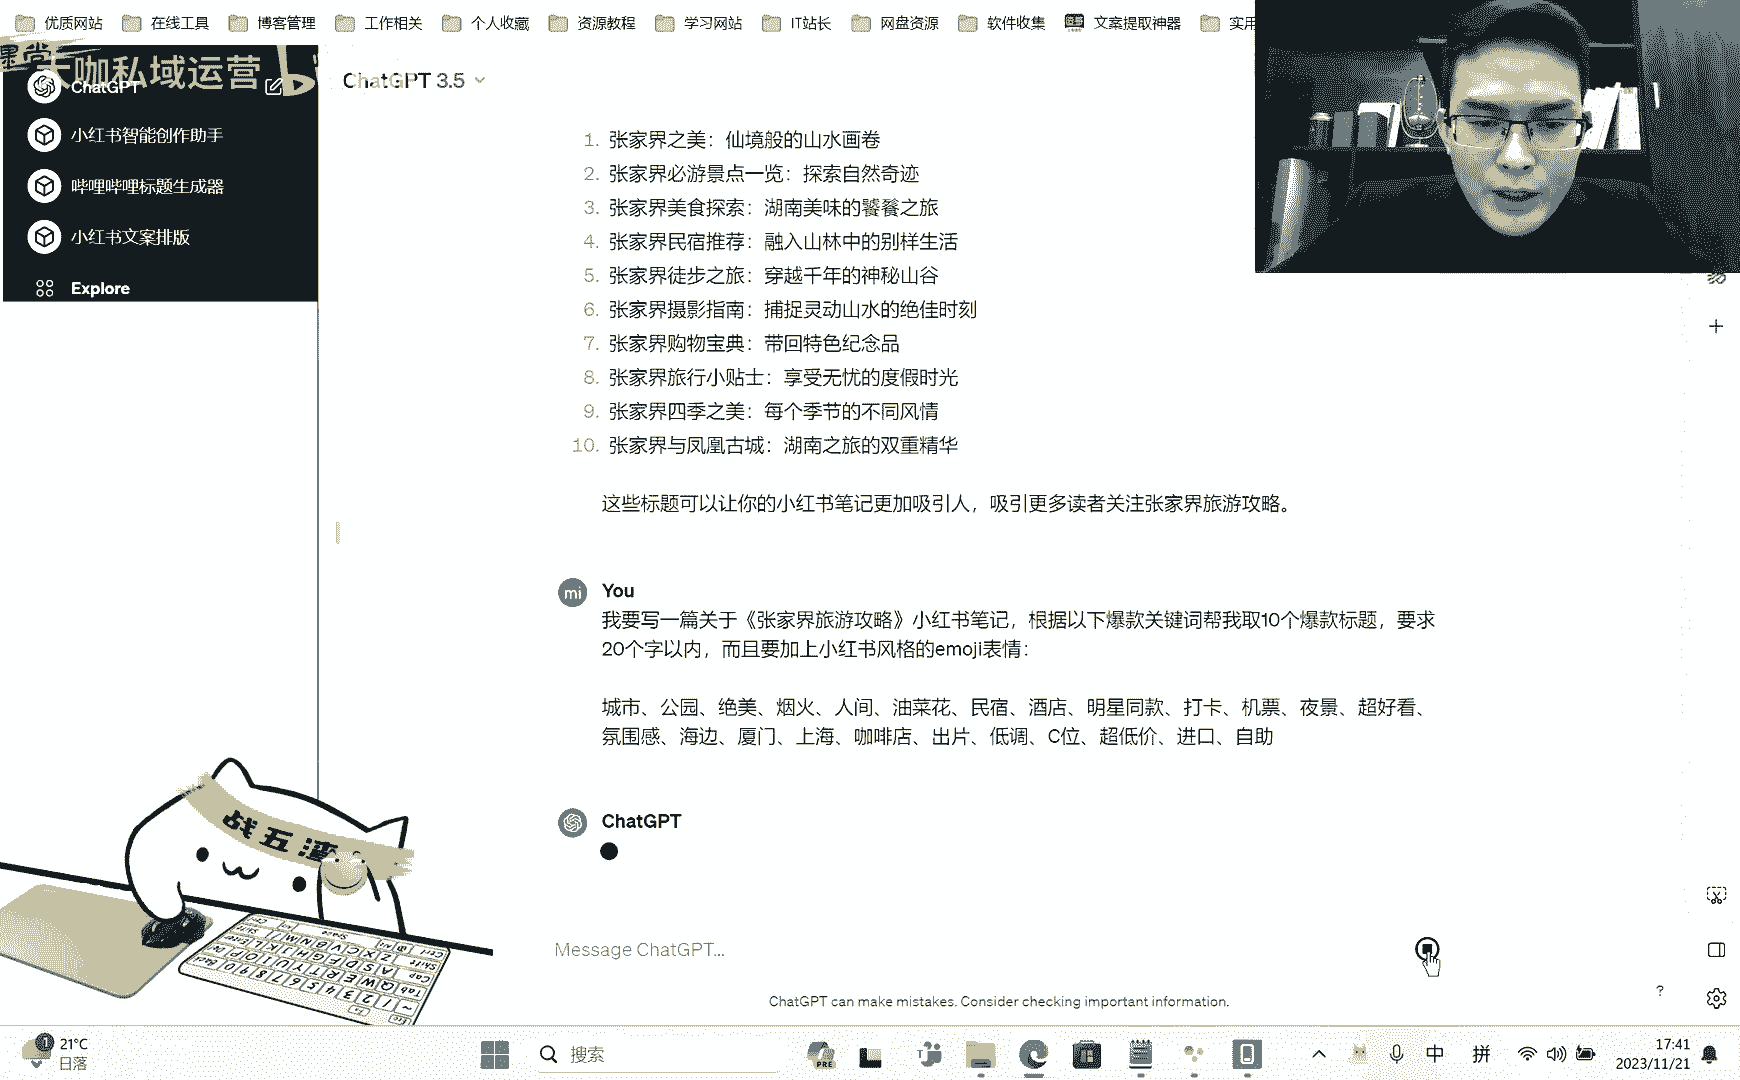 优质网站 在线工具 博客管理 工作相关 个人收藏 资源教程 学习网站 IT站长 网盘资源 软件收集 文案提取神器 实用
大咖私域运营
ChatGPT
小红书智能创作助手
哔哩哔哩标题生成器
小红书文案排版
Explore
ChatGPT 3.5
1. 张家界之美：仙境般的山水画卷
2. 张家界必游景点一览：探索自然奇迹
3. 张家界美食探索：湖南美味的饕餮之旅
4. 张家界民宿推荐：融入山林中的别样生活
5. 张家界徒步之旅：穿越千年的神秘山谷
6. 张家界摄影指南：捕捉灵动山水的绝佳时刻
7. 张家界购物宝典：带回特色纪念品
8. 张家界旅行小贴士：享受无忧的度假时光
9. 张家界四季之美：每个季节的不同风情
10. 张家界与凤凰古城：湖南之旅的双重精华
这些标题可以让你的小红书笔记更加吸引人，吸引更多读者关注张家界旅游攻略。
mi You
我要写一篇关于《张家界旅游攻略》小红书笔记，根据以下爆款关键词帮我取10个爆款标题，要求
20个字以内，而且要加上小红书风格的emoji表情：
城市、公园、绝美、烟火、人间、油菜花、民宿、酒店、明星同款、打卡、机票、夜景、超好看、
氛围感、海边、厦门、上海、咖啡店、出片、低调、C位、超低价、进口、自助
ChatGPT
战五渣
Message ChatGPT...
ChatGPT can make mistakes. Consider checking important information.
?
1 21°C
日落
搜索
PRE
中 拼
17:41
2023/11/21